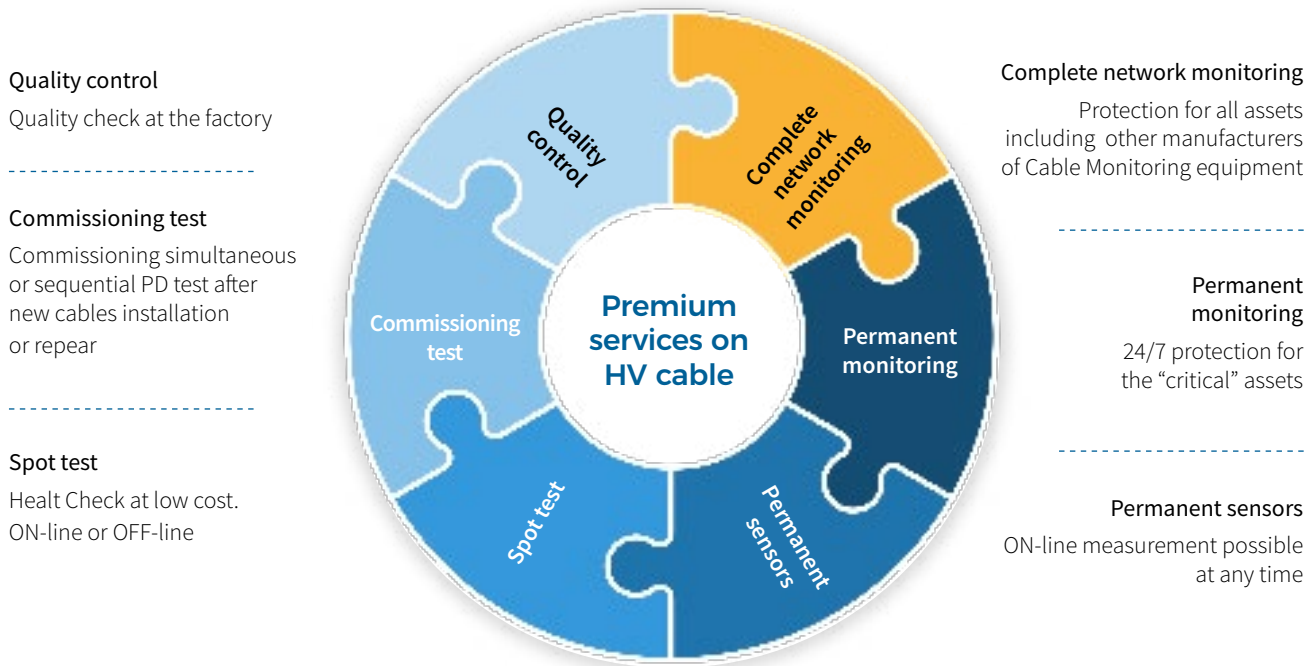 Quality control
Quality check at the factory
Commissioning test
Commissioning simultaneous
or sequential PD test after
new cables installation
or repear
Spot test
Healt Check at low cost.
ON-line or OFF-line
Quality
control
Complete
network
monitoring
Commissioning
test
Premium
services on
HV cable
Permanent
monitoring
Spot test
Permanent
sensors
Complete network monitoring
Protection for all assets
including other manufacturers
of Cable Monitoring equipment
Permanent
monitoring
24/7 protection for
the “critical” assets
Permanent sensors
ON-line measurement possible
at any time